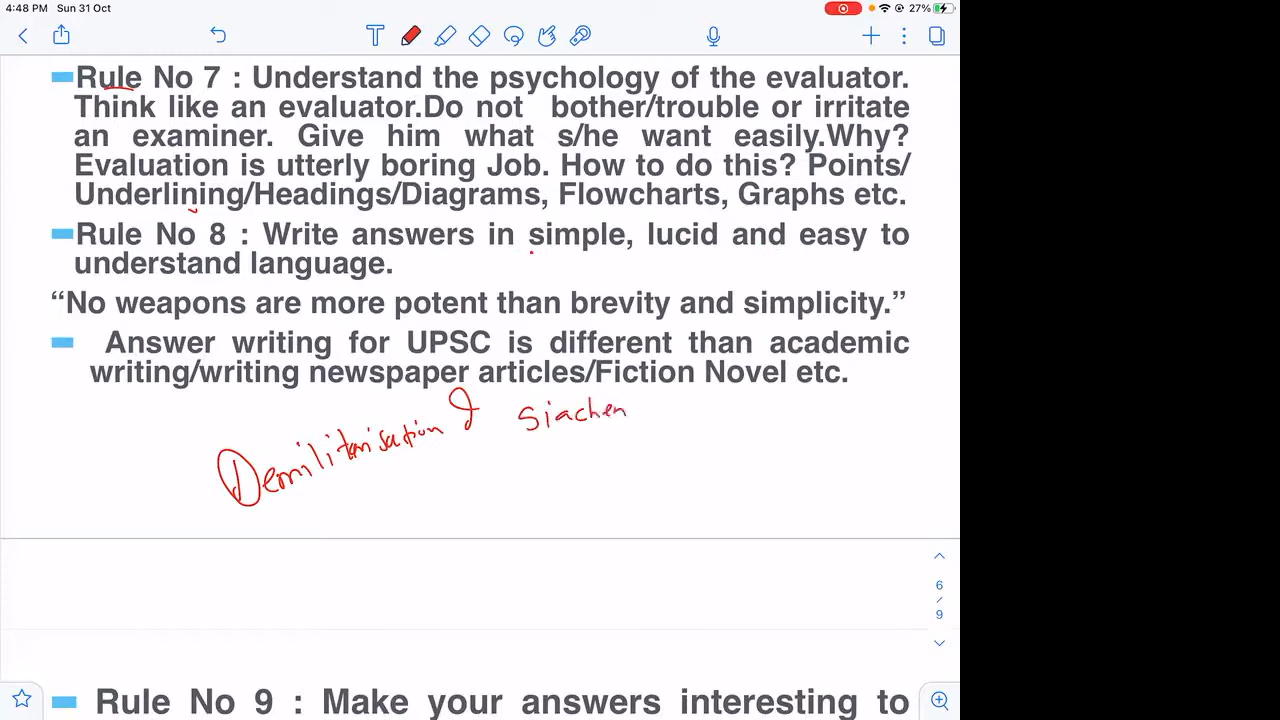 4:48 PM Sun 31 Oct
27%
Rule No 7 : Understand the psychology of the evaluator.
Think like an evaluator.Do not bother/trouble or irritate
an examiner. Give him what s/he want easily.Why?
Evaluation is utterly boring Job. How to do this? Points/
Underlining/Headings/Diagrams, Flowcharts, Graphs etc.
Rule No 8 : Write answers in simple, lucid and easy to
understand language.
“No weapons are more potent than brevity and simplicity.”
Answer writing for UPSC is different than academic
writing/writing newspaper articles/Fiction Novel etc.
Demilitarisation Siachen
6
/
9
Rule No 9 : Make your answers interesting to